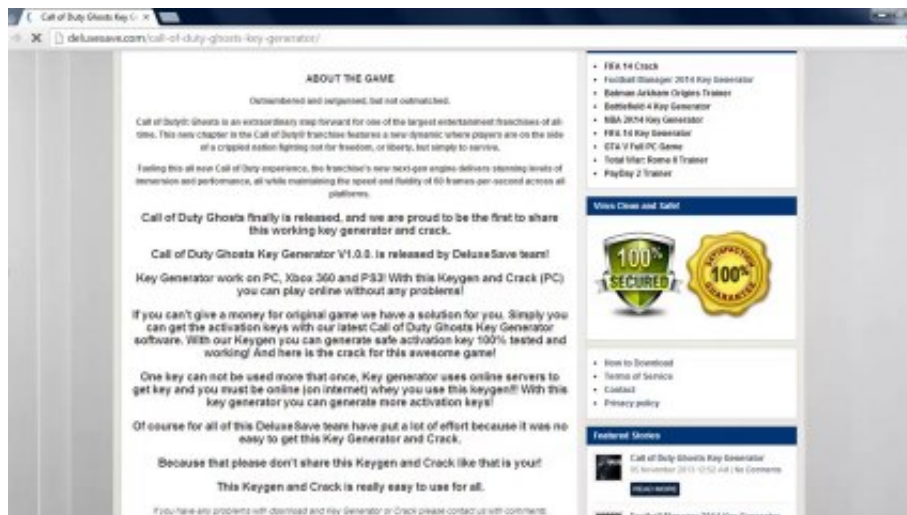 Call of Duty Ghosts Key G
deluxesave.com/call-of-duty-ghosts-key-generator/
ABOUT THE GAME
Outnumbered and outgunned, but not outmatched.
Call of Duty®: Ghosts is an extraordinary step forward for one of the largest entertainment franchises of all-
time. This new chapter in the Call of Duty® franchise features a new dynamic where players are on the side
of a crippled nation fighting not for freedom, or liberty, but simply to survive.
Fueling this all new Call of Duty experience, the franchise's new next-gen engine delivers stunning levels of
immersion and performance, all while maintaining the speed and fluidity of 60 frames-per-second across all
platforms.
Call of Duty Ghosts finally is released, and we are proud to be the first to share
this working key generator and crack.
Call of Duty Ghosts Key Generator V1.0.0. is released by DeluxeSave team!
Key Generator work on PC, Xbox 360 and PS3! With this Keygen and Crack (PC)
you can play online without any problems!
If you can't give a money for original game we have a solution for you. Simply you
can get the activation keys with our latest Call of Duty Ghosts Key Generator
software. With our Keygen you can generate safe activation key 100% tested and
working! And here is the crack for this awesome game!
One key can not be used more that once, Key generator uses online servers to
get key and you must be online (on internet) whey you use this keygen!!! With this
key generator you can generate more activation keys!
Of course for all of this DeluxeSave team have put a lot of effort because it was no
easy to get this Key Generator and Crack.
Because that please don't share this Keygen and Crack like that is your!
This Keygen and Crack is really easy to use for all.
If you have any problems with download and Key Generator or Crack please contact us with comments
FIFA 14 Crack
Football Manager 2014 Key Generator
Batman Arkham Origins Trainer
Battlefield 4 Key Generator
NBA 2K14 Key Generator
FIFA 14 Key Generator
GTA V Full PC Game
Total War: Rome II Trainer
PayDay 2 Trainer
Virus Clean and Safe!
100%
SECURED
SATISFACTION
100%
GUARANTEE
How to Download
Terms of Service
Contact
Privacy policy
Featured Stories
Call of Duty Ghosts Key Generator
05 November 2013 12:52 AM | No Comments
READ MORE
Football Manager 2014 Key Generator